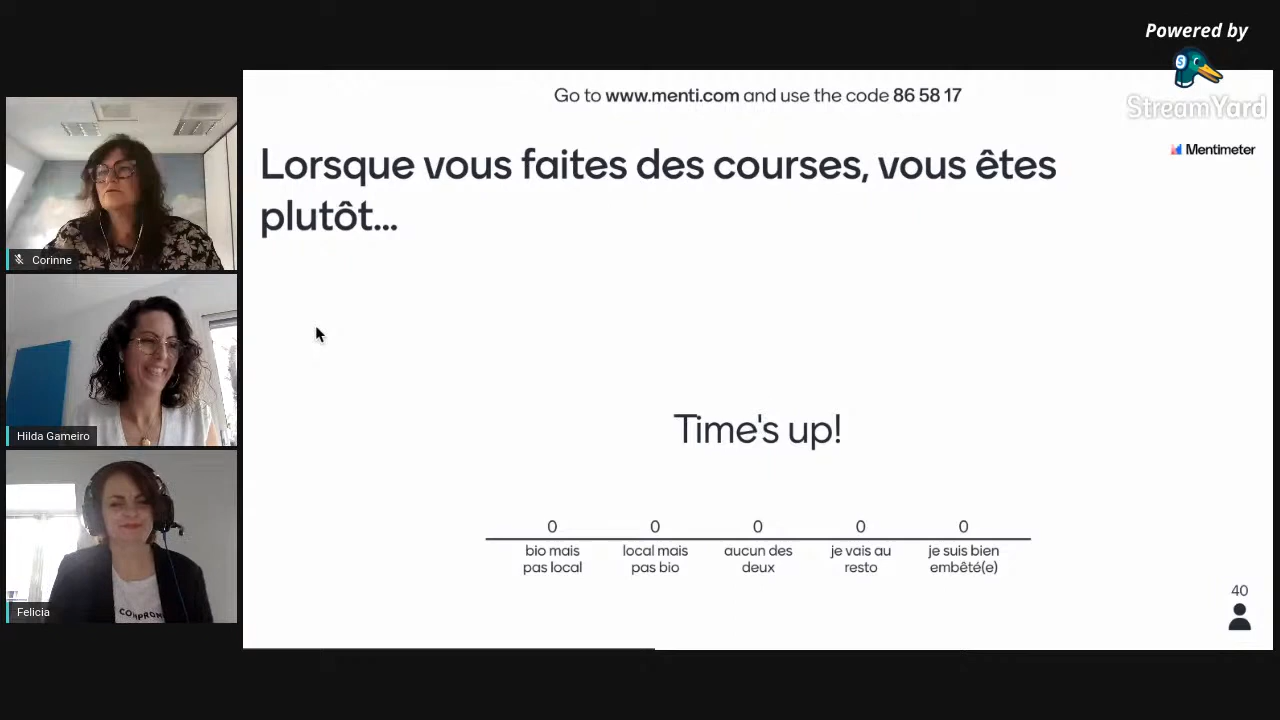 Powered by
StreamYard
Go to www.menti.com and use the code 86 58 17
Mentimeter
Lorsque vous faites des courses, vous êtes
plutôt...
Corinne
Hilda Gameiro
Felicia
Time's up!
0 0 0 0 0
bio mais
pas local
local mais
pas bio
aucun des
deux
je vais au
resto
je suis bien
embêté(e)
40